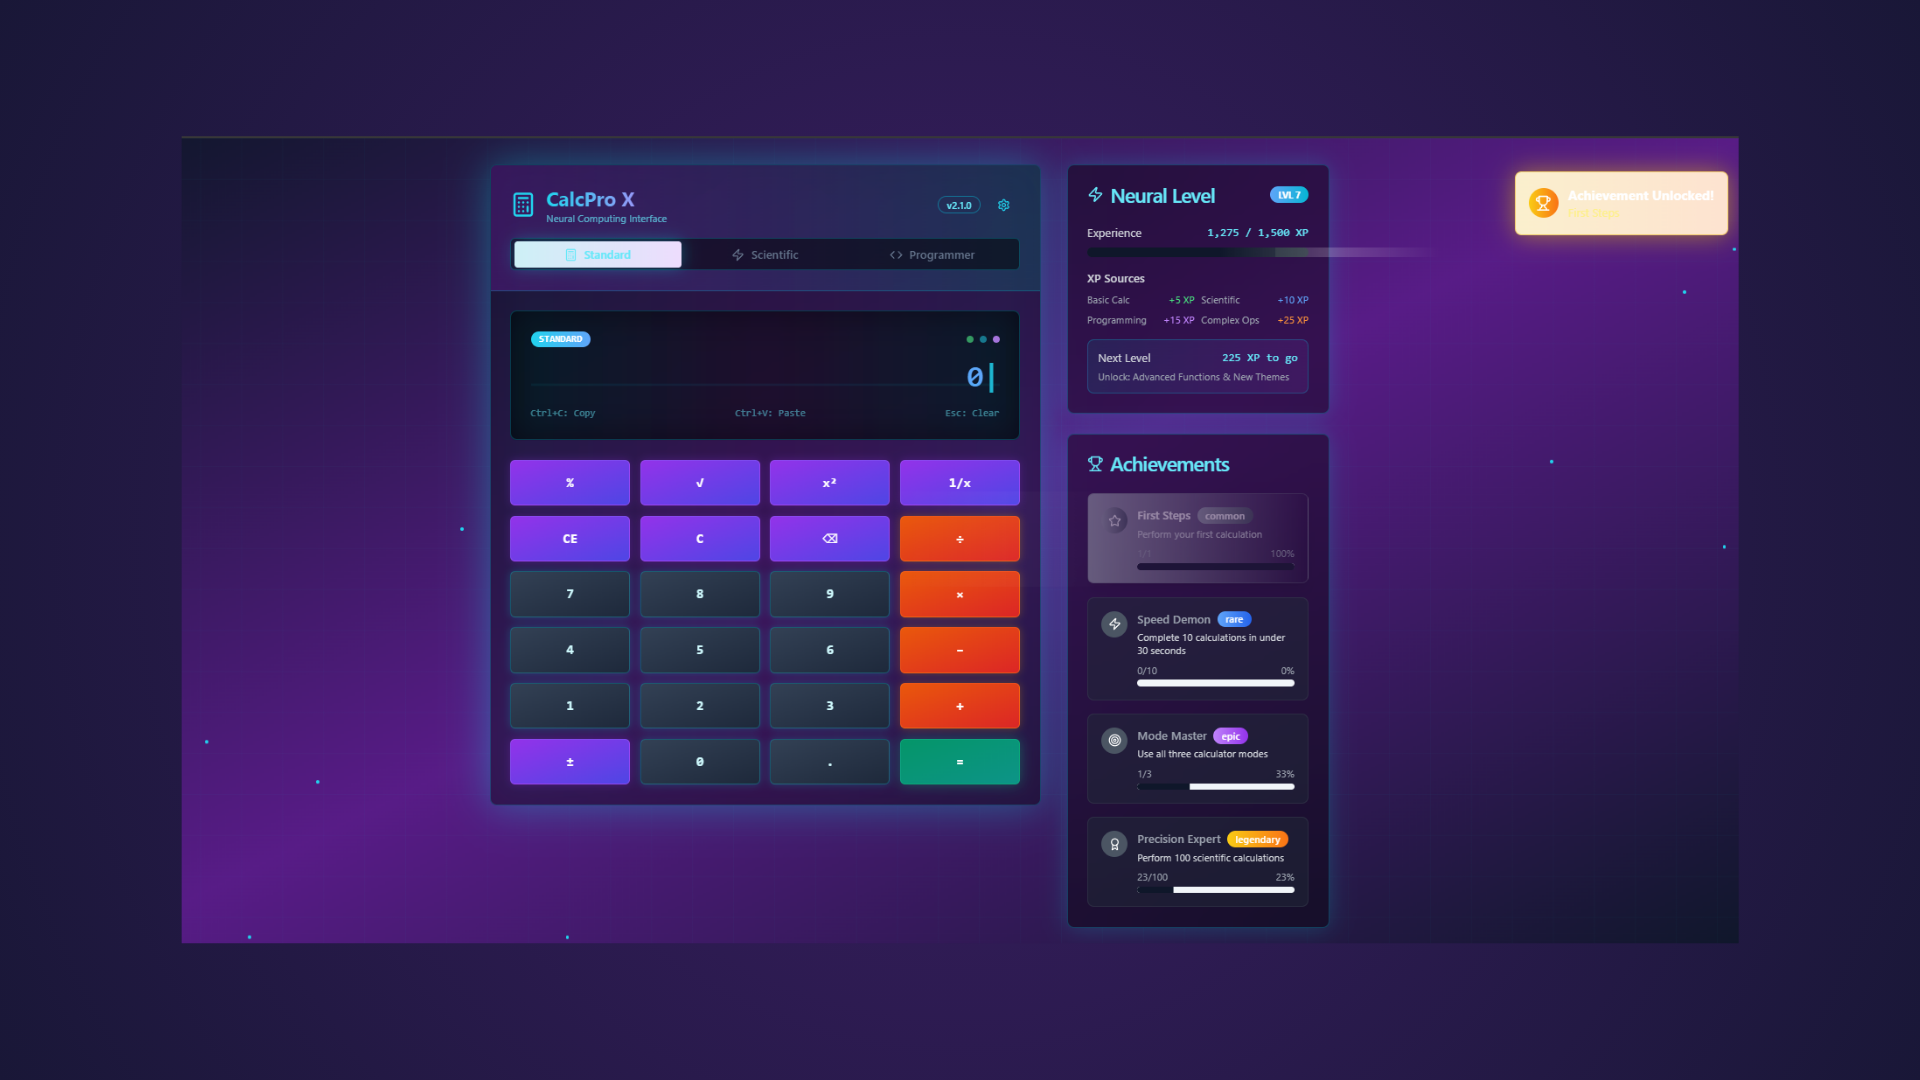 CalcPro X
Neural Computing Interface
v2.1.0
Standard
Scientific
Programmer
STANDARD
0
Ctrl+C: Copy
Ctrl+V: Paste
Esc: Clear
% √ x² 1/x
CE C ⌫ ÷
7 8 9 ×
4 5 6 −
1 2 3 +
± 0 . =
Neural Level
LVL 7
Experience 1,275 / 1,500 XP
XP Sources
Basic Calc +5 XP Scientific +10 XP
Programming +15 XP Complex Ops +25 XP
Next Level 225 XP to go
Unlock: Advanced Functions & New Themes
Achievements
First Steps common
Perform your first calculation
1/1 100%
Speed Demon rare
Complete 10 calculations in under
30 seconds
0/10 0%
Mode Master epic
Use all three calculator modes
1/3 33%
Precision Expert legendary
Perform 100 scientific calculations
23/100 23%
Achievement Unlocked!